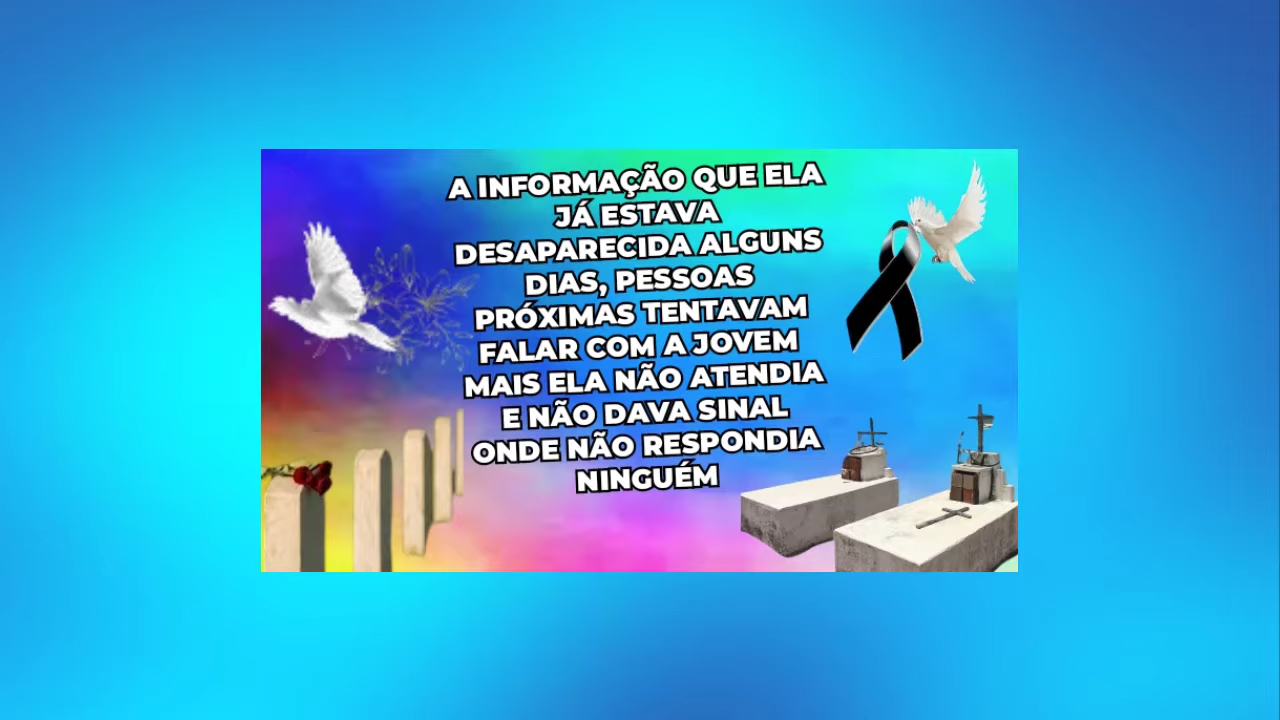 A INFORMAÇÃO QUE ELA
JÁ ESTAVA
DESAPARECIDA ALGUNS
DIAS, PESSOAS
PRÓXIMAS TENTAVAM
FALAR COM A JOVEM
MAIS ELA NÃO ATENDIA
E NÃO DAVA SINAL
ONDE NÃO RESPONDIA
NINGUÉM